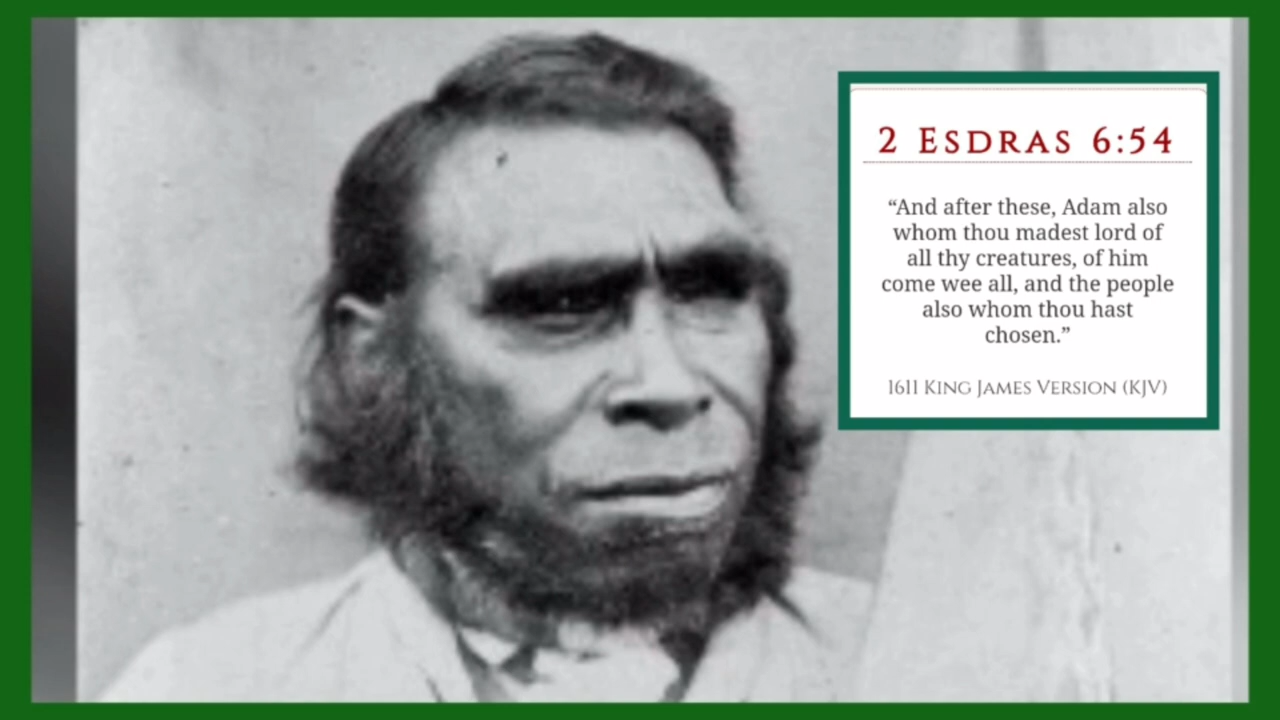 2 Esdras 6:54
“And after these, Adam also
whom thou madest lord of
all thy creatures, of him
come wee all, and the people
also whom thou hast
chosen.”
1611 King James Version (KJV)